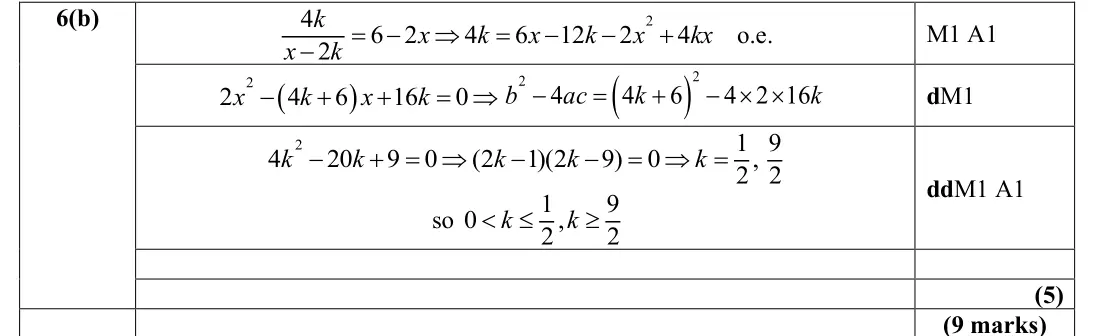 6(b)
4k/(x − 2k) = 6 − 2x ⇒ 4k = 6x − 12k − 2x² + 4kx o.e.
M1 A1
2x² − (4k + 6)x + 16k = 0 ⇒ b² − 4ac = (4k + 6)² − 4 × 2 × 16k
dM1
4k² − 20k + 9 = 0 ⇒ (2k − 1)(2k − 9) = 0 ⇒ k = 1/2, 9/2
so 0 < k ≤ 1/2, k ≥ 9/2
ddM1 A1
(5)
(9 marks)